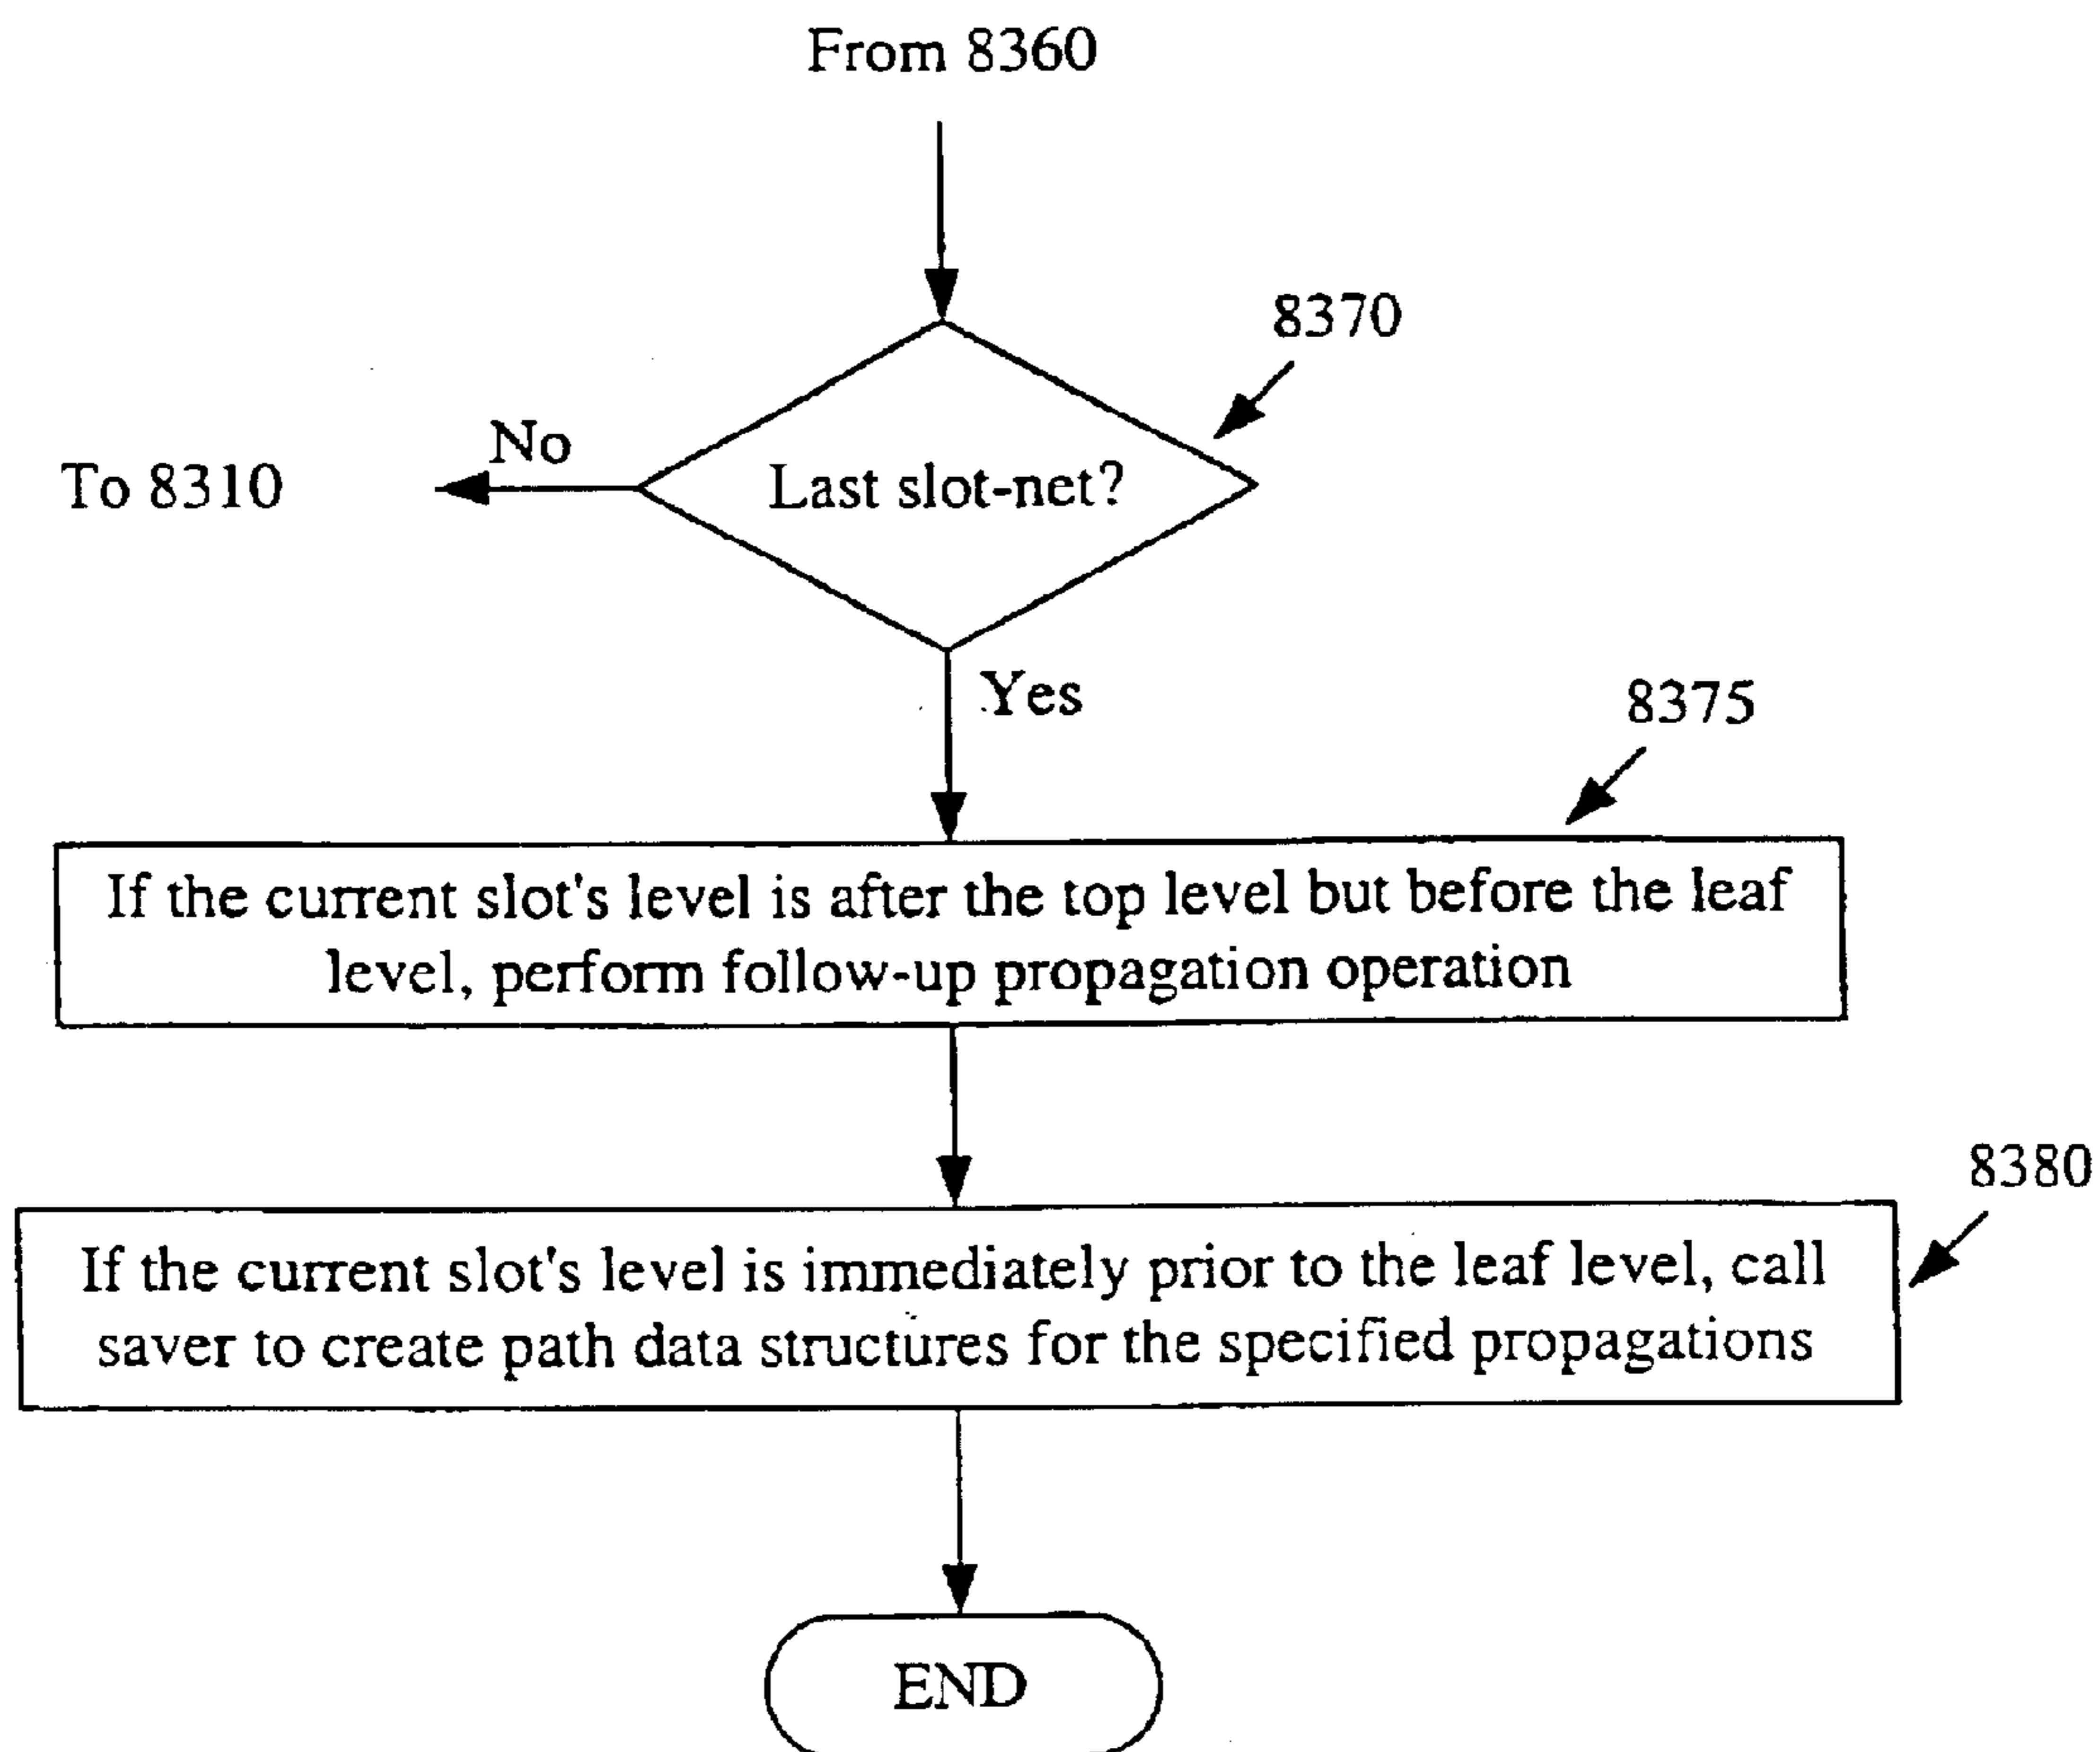 From 8360
8370
No
To 8310
Last slot-net?
Yes
8375
If the current slot's level is after the top level but before the leaf
level, perform follow-up propagation operation
8380
If the current slot's level is immediately prior to the leaf level, call
saver to create path data structures for the specified propagations
END